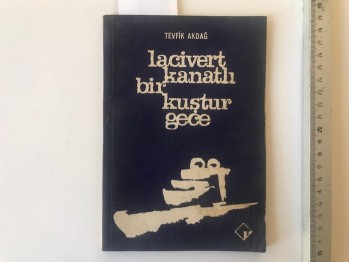 TEVFİK AKDAĞ
lacivert
kanatlı
bir
kuştur
gece